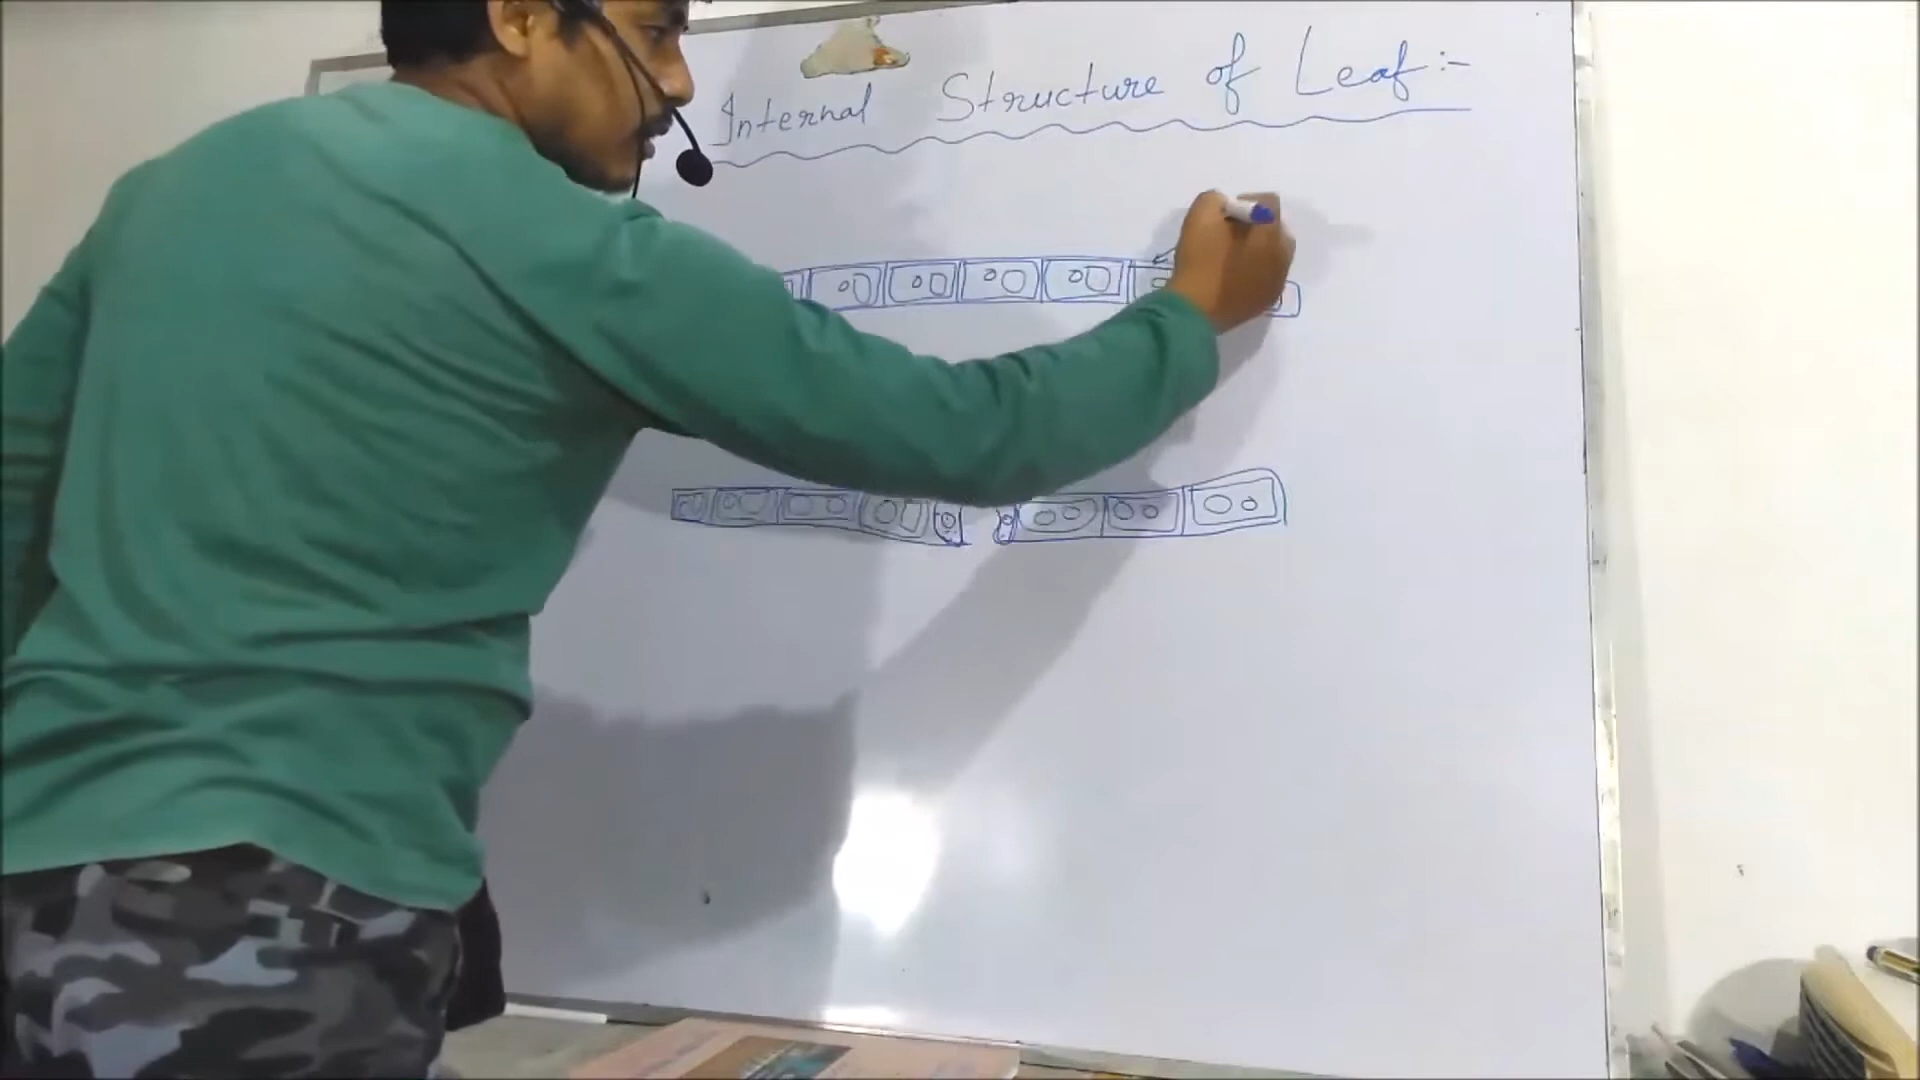 Internal Structure of Leaf :-